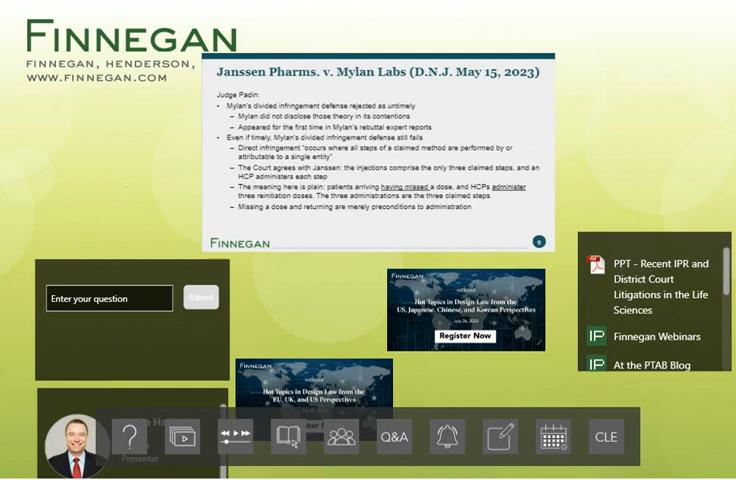 FINNEGAN
FINNEGAN, HENDERSON,
WWW.FINNEGAN.COM
Janssen Pharms. v. Mylan Labs (D.N.J. May 15, 2023)
Judge Padin:
• Mylan's divided infringement defense rejected as untimely
– Mylan did not disclose those theory in its contentions
– Appeared for the first time in Mylan's rebuttal expert reports
• Even if timely, Mylan's divided infringement defense still fails
– Direct infringement "occurs where all steps of a claimed method are performed by or
attributable to a single entity"
– The Court agrees with Janssen: the injections comprise the only three claimed steps, and an
HCP administers each step
– The meaning here is plain: patients arriving having missed a dose, and HCPs administer
three reinitiation doses. The three administrations are the three claimed steps
– Missing a dose and returning are merely preconditions to administration
FINNEGAN
9
Enter your question
Submit
FINNEGAN
WEBINAR
Hot Topics in Design Law from the
US, Japanese, Chinese, and Korean Perspectives
July 26, 2023
Register Now
PDF
PPT - Recent IPR and
District Court
Litigations in the Life
Sciences
IP
Finnegan Webinars
IP
At the PTAB Blog
FINNEGAN
WEBINAR
Hot Topics in Design Law from the
EU, UK, and US Perspectives
Presenter
?
Q&A
CLE